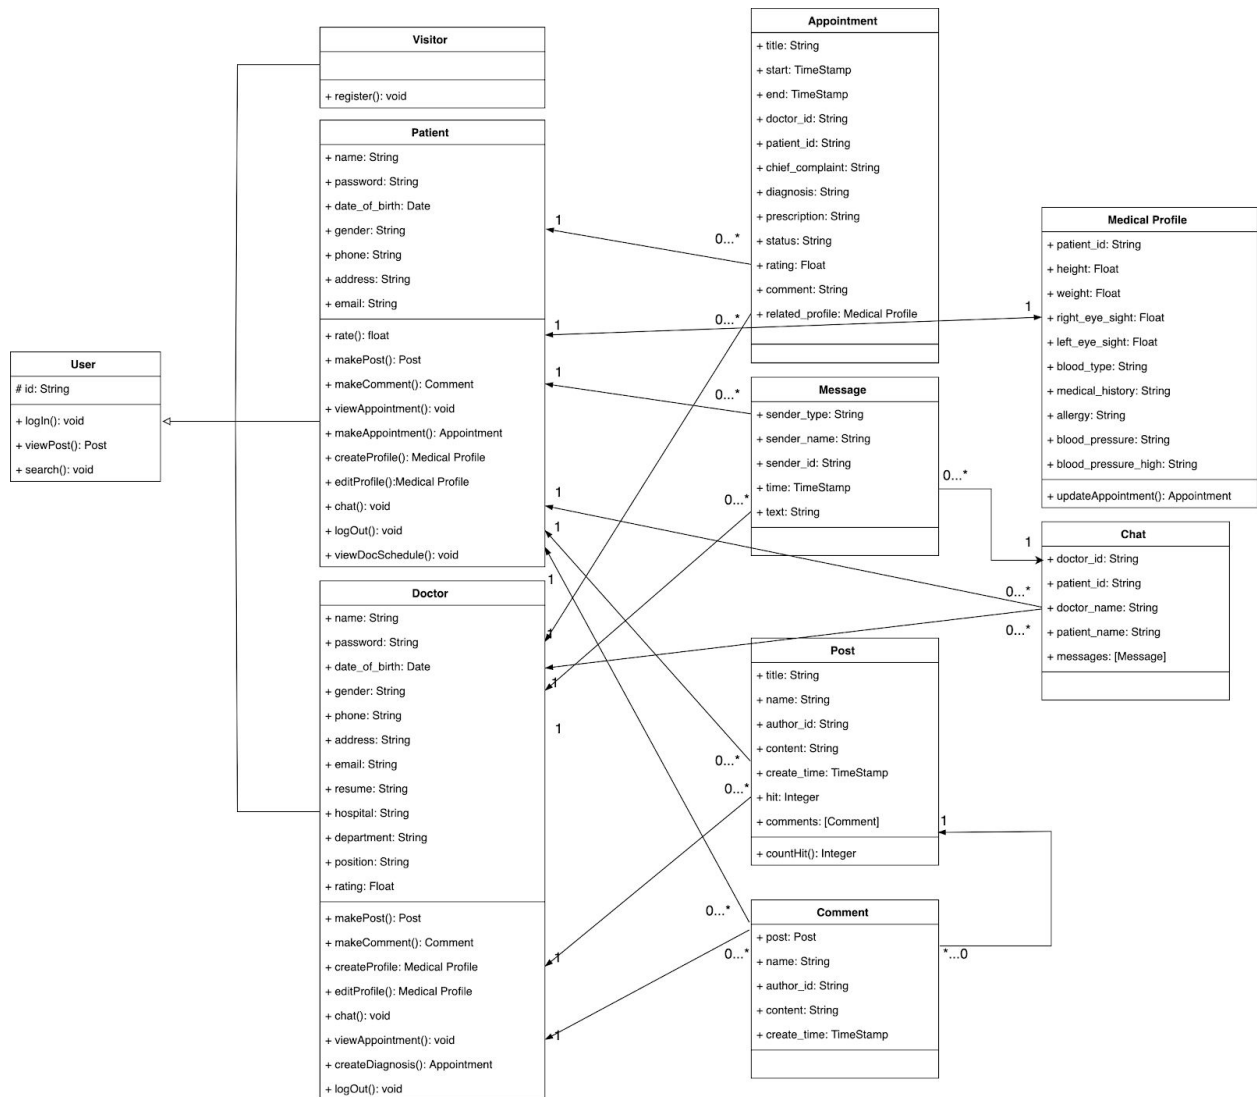 User
# id: String
+ logIn(): void
+ viewPost(): Post
+ search(): void
Visitor
+ register(): void
Patient
+ name: String
+ password: String
+ date_of_birth: Date
+ gender: String
+ phone: String
+ address: String
+ email: String
+ rate(): float
+ makePost(): Post
+ makeComment(): Comment
+ viewAppointment(): void
+ makeAppointment(): Appointment
+ createProfile(): Medical Profile
+ editProfile():Medical Profile
+ chat(): void
+ logOut(): void
+ viewDocSchedule(): void
Doctor
+ name: String
+ password: String
+ date_of_birth: Date
+ gender: String
+ phone: String
+ address: String
+ email: String
+ resume: String
+ hospital: String
+ department: String
+ position: String
+ rating: Float
+ makePost(): Post
+ makeComment(): Comment
+ createProfile: Medical Profile
+ editProfile(): Medical Profile
+ chat(): void
+ viewAppointment(): void
+ createDiagnosis(): Appointment
+ logOut(): void
1
0...*
1
0...*
1
1
0...*
1
0...*
1
1
1
1
1
0...*
0...*
1
0...*
1
0...*
Appointment
+ title: String
+ start: TimeStamp
+ end: TimeStamp
+ doctor_id: String
+ patient_id: String
+ chief_complaint: String
+ diagnosis: String
+ prescription: String
+ status: String
+ rating: Float
+ comment: String
+ related_profile: Medical Profile
Message
+ sender_type: String
+ sender_name: String
+ sender_id: String
+ time: TimeStamp
+ text: String
Post
+ title: String
+ name: String
+ author_id: String
+ content: String
+ create_time: TimeStamp
+ hit: Integer
+ comments: [Comment]
+ countHit(): Integer
Comment
+ post: Post
+ name: String
+ author_id: String
+ content: String
+ create_time: TimeStamp
0...*
1
0...*
0...*
1
*...0
Medical Profile
+ patient_id: String
+ height: Float
+ weight: Float
+ right_eye_sight: Float
+ left_eye_sight: Float
+ blood_type: String
+ medical_history: String
+ allergy: String
+ blood_pressure: String
+ blood_pressure_high: String
+ updateAppointment(): Appointment
Chat
+ doctor_id: String
+ patient_id: String
+ doctor_name: String
+ patient_name: String
+ messages: [Message]